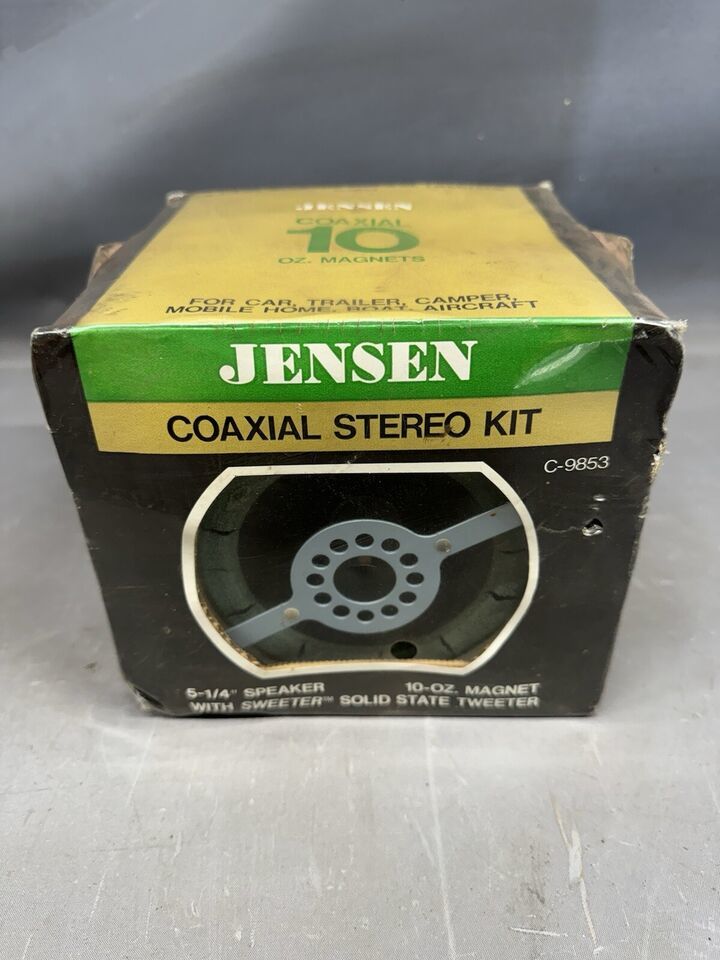 JENSEN
COAXIAL
10
OZ. MAGNETS
FOR CAR, TRAILER, CAMPER,
MOBILE HOME, BOAT, AIRCRAFT
JENSEN
COAXIAL STEREO KIT
C-9853
5-1/4" SPEAKER 10-OZ. MAGNET
WITH SWEETER™ SOLID STATE TWEETER